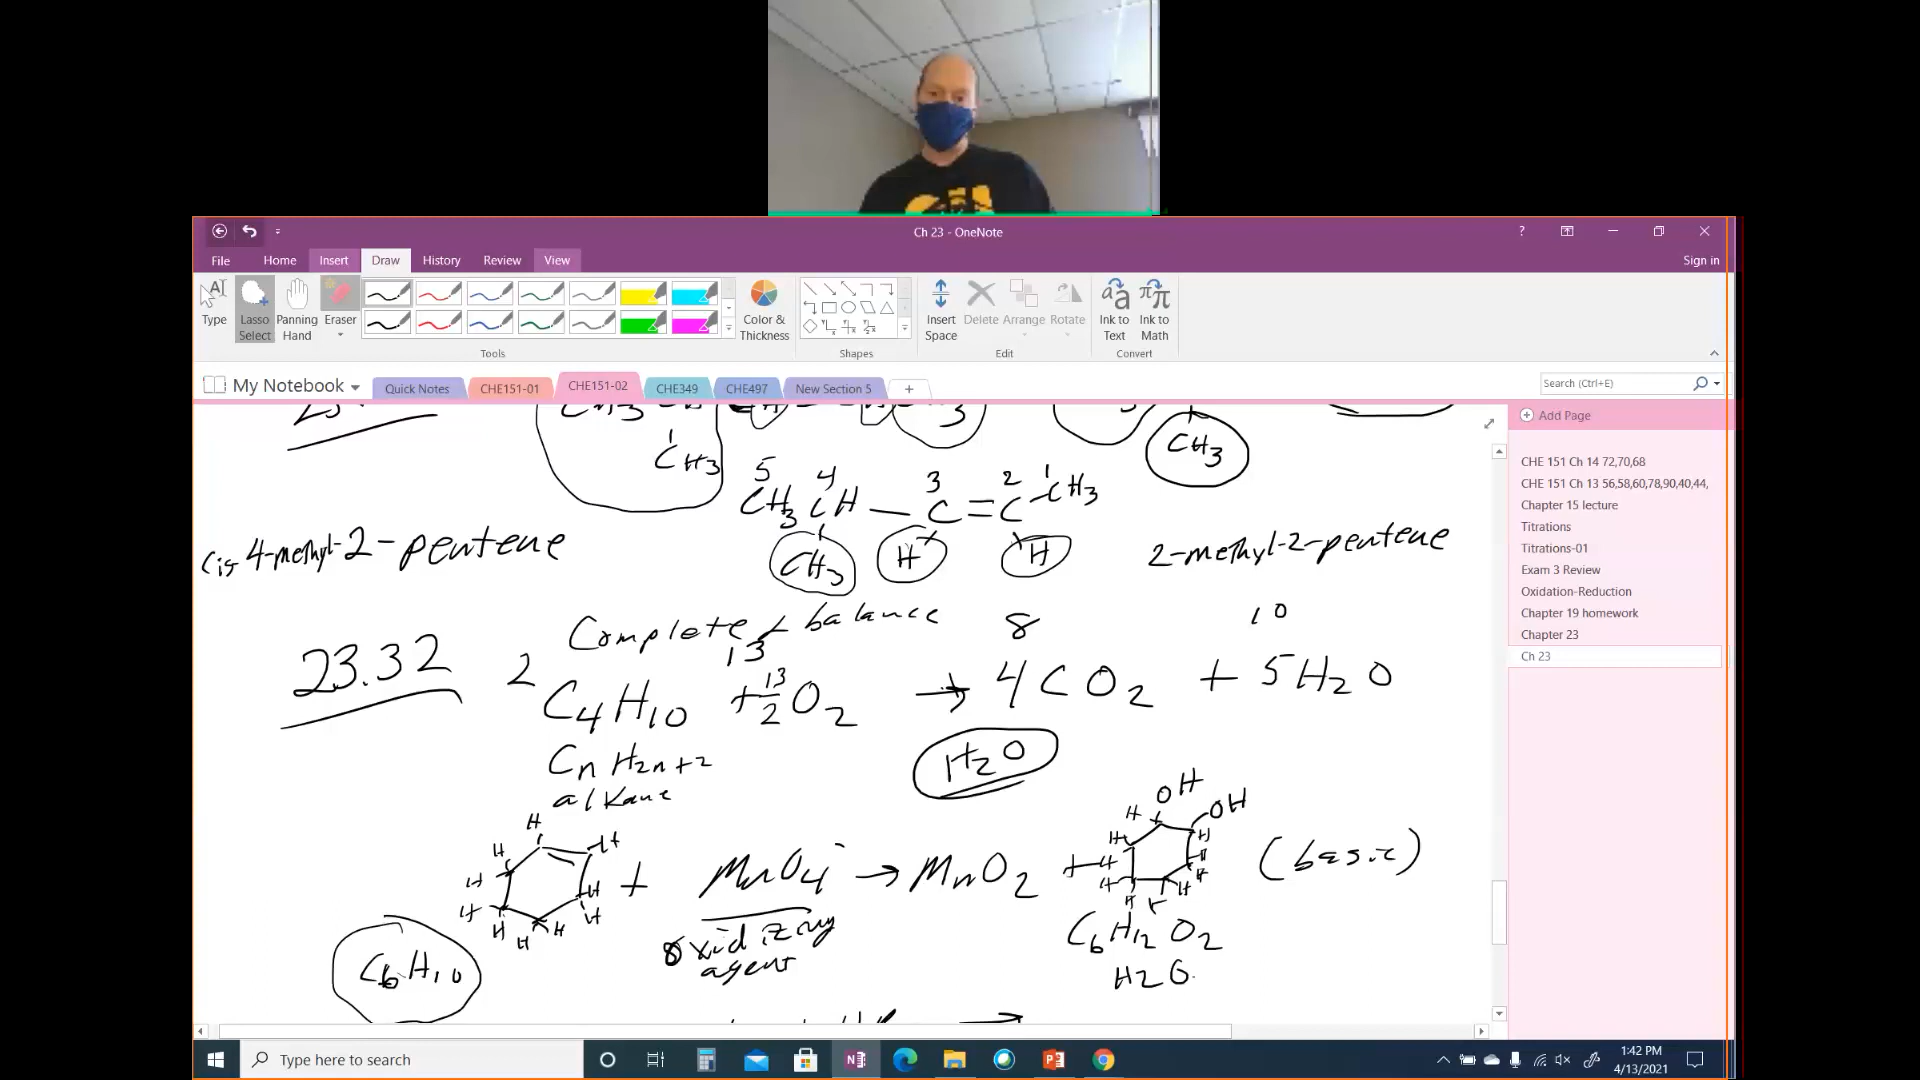 Ch 23 - OneNote
?
File Home Insert Draw History Review View Sign in
Type Lasso Select Panning Hand Eraser Color & Thickness Insert Space Delete Arrange Rotate Ink to Text Ink to Math
Tools Shapes Edit Convert
My Notebook Quick Notes CHE151-01 CHE151-02 CHE349 CHE497 New Section 5 + Search (Ctrl+E)
Add Page
CHE 151 Ch 14 72,70,68
CHE 151 Ch 13 56,58,60,78,90,40,44,
Chapter 15 lecture
Titrations
Titrations-01
Exam 3 Review
Oxidation-Reduction
Chapter 19 homework
Chapter 23
Ch 23
CH3 CH3
5 4 3 2 1
CH3 CH — C = C - CH3
CH3 H H
cis 4-methyl-2-pentene 2-methyl-2-pentene
Complete + balance
13 8 10
23.32 2 C4H10 + 13/2 O2 → 4CO2 + 5H2O
CnH2n+2 H2O
alkane
H H H H H H H H H H + MnO4- → MnO2 + H OH OH H H H H H H H H H (basic)
oxidizing agent
C6H10
C6H12O2
H2O
Type here to search
1:42 PM
4/13/2021